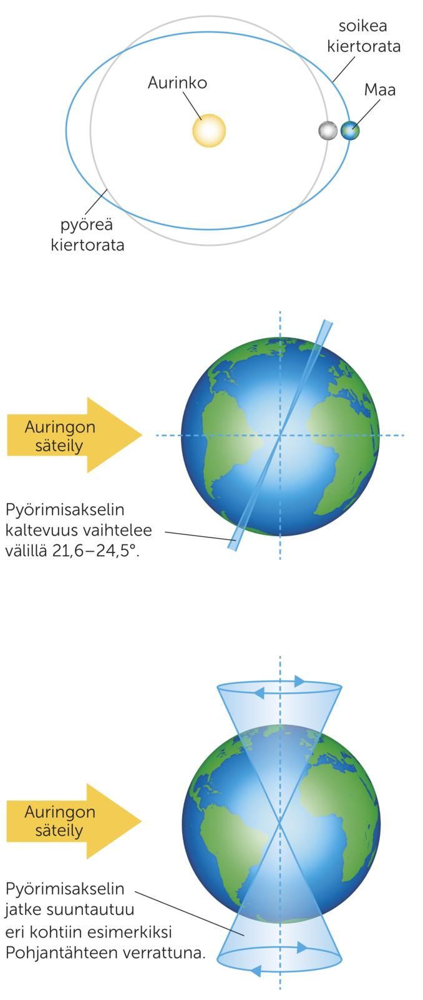 soikea
kiertorata
Aurinko
Maa
pyöreä
kiertorata
Auringon
säteily
Pyörimisakselin
kaltevuus vaihtelee
välillä 21,6–24,5°.
Auringon
säteily
Pyörimisakselin
jatke suuntautuu
eri kohtiin esimerkiksi
Pohjantähteen verrattuna.